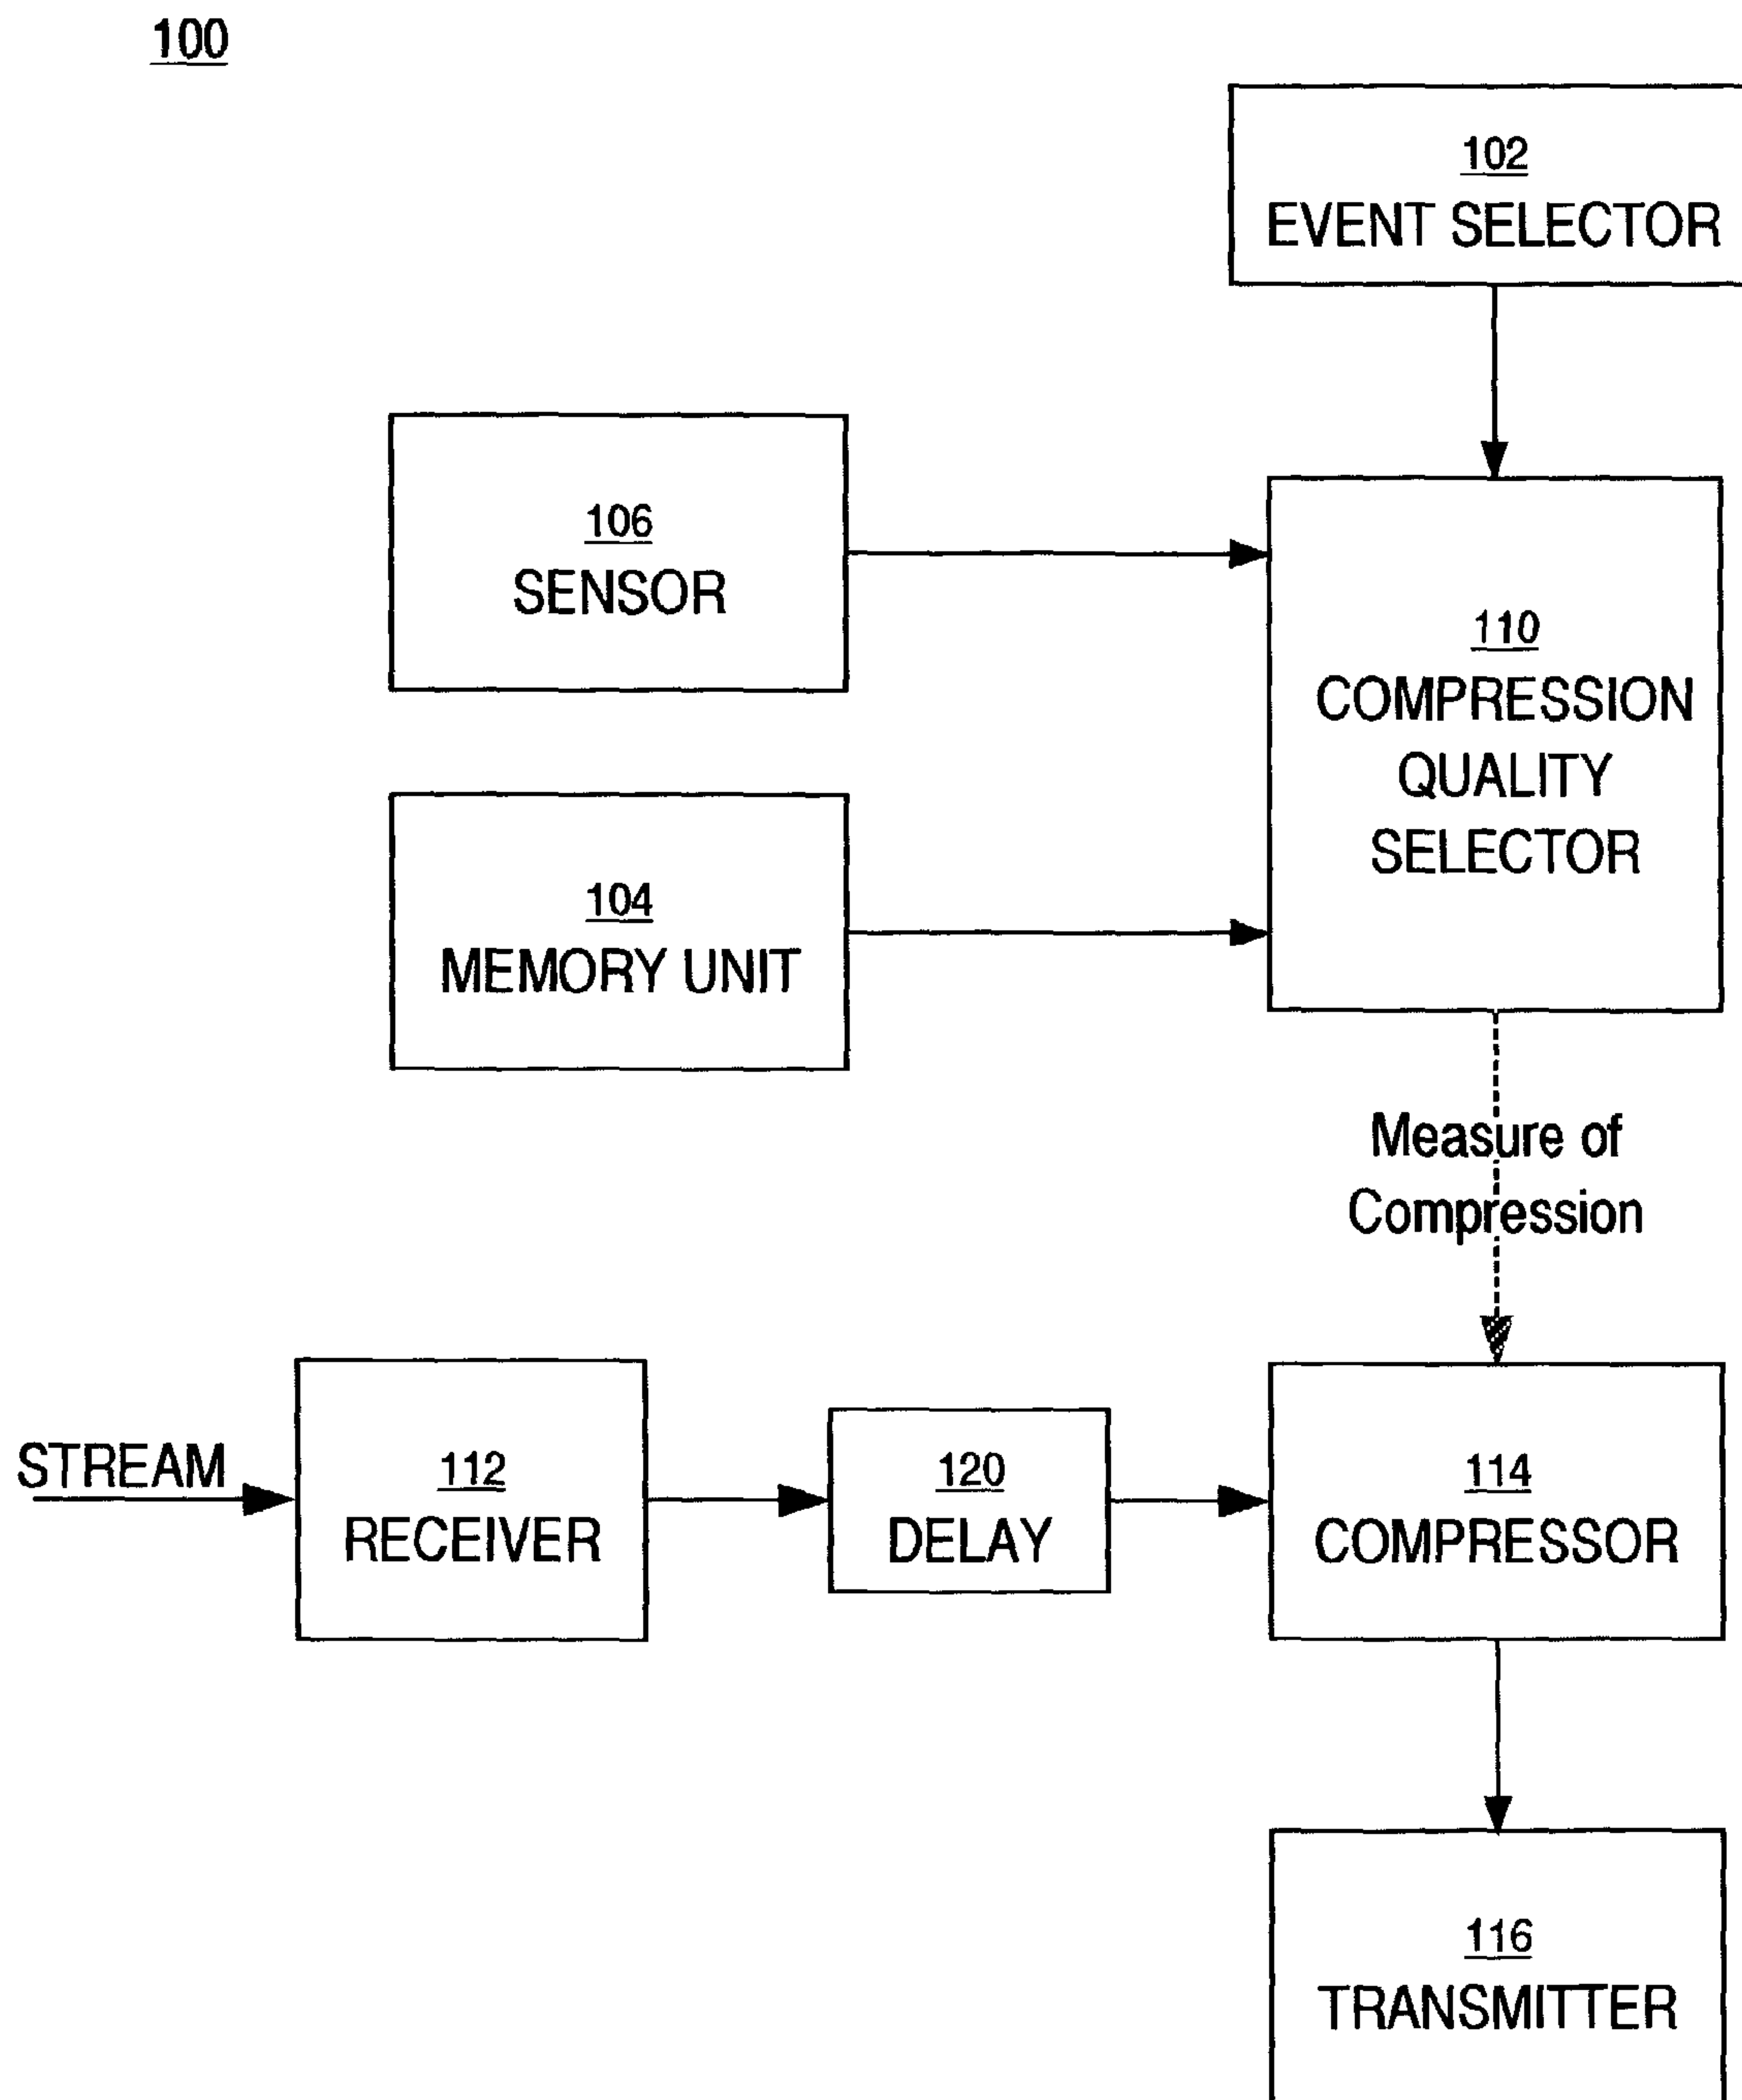 100
102
EVENT SELECTOR
106
SENSOR
110
COMPRESSION
QUALITY
SELECTOR
104
MEMORY UNIT
Measure of
Compression
STREAM
112
RECEIVER
120
DELAY
114
COMPRESSOR
116
TRANSMITTER